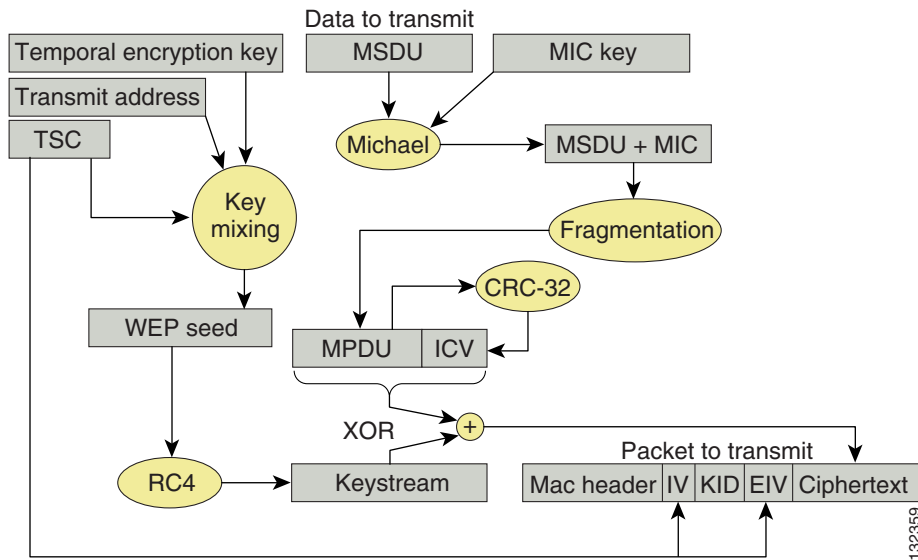 Data to transmit
Temporal encryption key
MSDU
MIC key
Transmit address
TSC
Michael
MSDU + MIC
Key
mixing
Fragmentation
CRC-32
WEP seed
MPDU
ICV
XOR
+
Packet to transmit
RC4
Keystream
Mac header
IV
KID
EIV
Ciphertext
132359